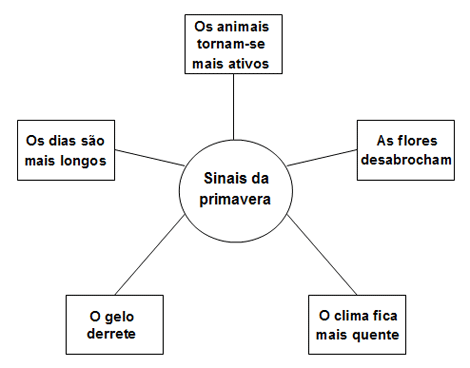 Os animais
tornam-se
mais ativos
Os dias são
mais longos
As flores
desabrocham
Sinais da
primavera
O gelo
derrete
O clima fica
mais quente